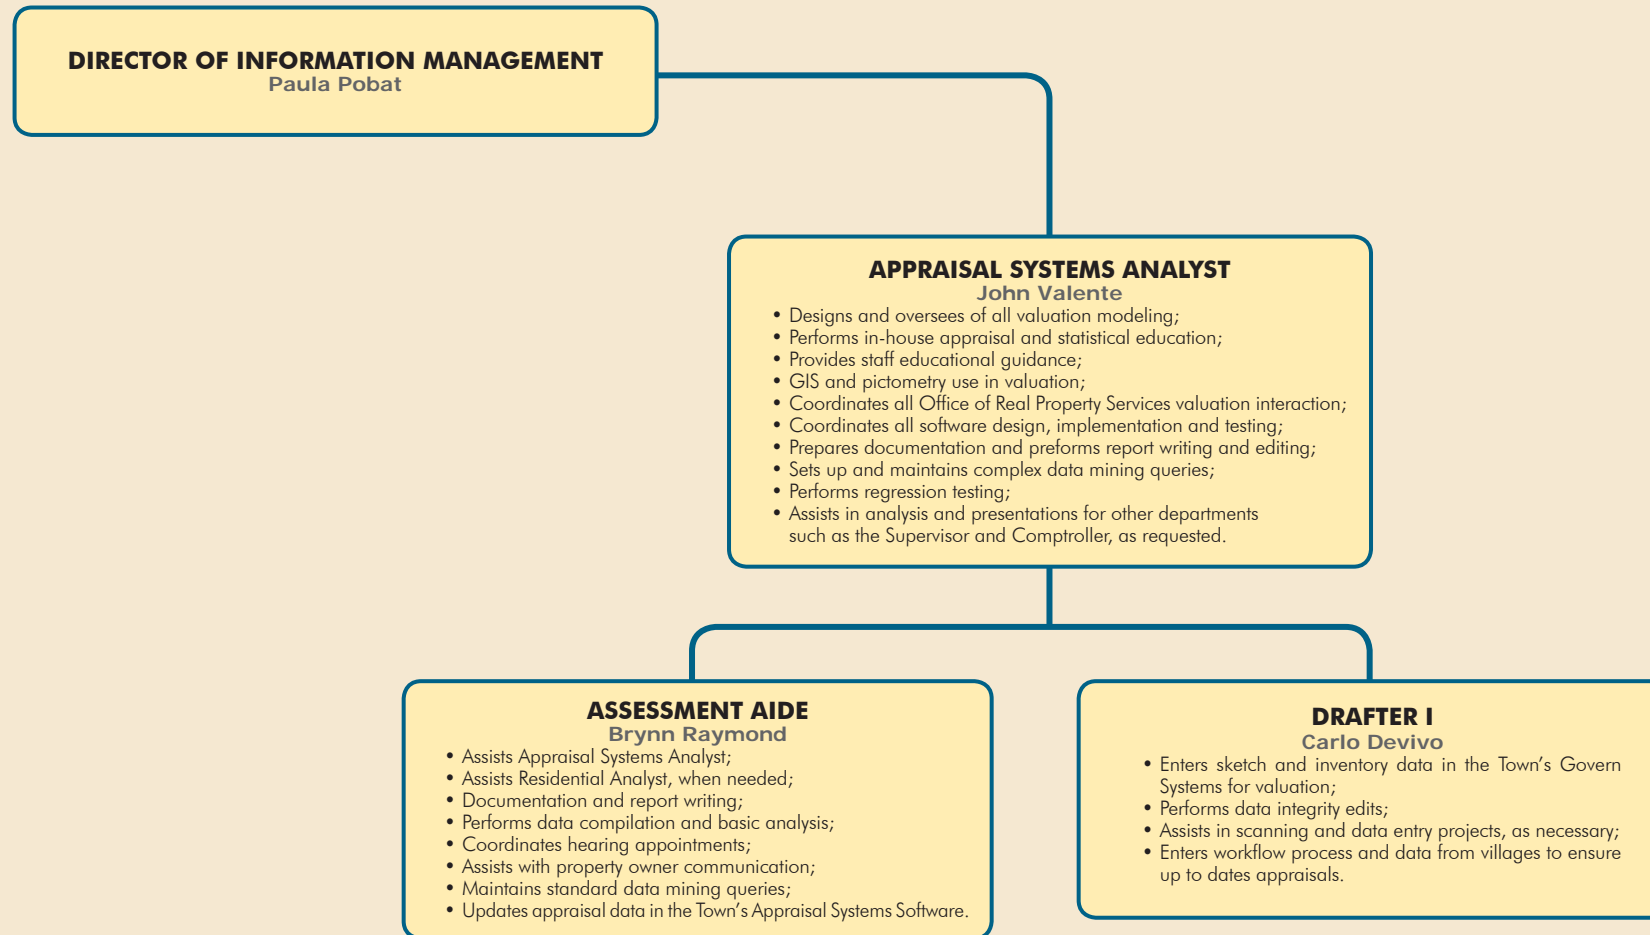 DIRECTOR OF INFORMATION MANAGEMENT
Paula Pobat
APPRAISAL SYSTEMS ANALYST
John Valente
• Designs and oversees of all valuation modeling;
• Performs in-house appraisal and statistical education;
• Provides staff educational guidance;
• GIS and pictometry use in valuation;
• Coordinates all Office of Real Property Services valuation interaction;
• Coordinates all software design, implementation and testing;
• Prepares documentation and preforms report writing and editing;
• Sets up and maintains complex data mining queries;
• Performs regression testing;
• Assists in analysis and presentations for other departments
such as the Supervisor and Comptroller, as requested.
ASSESSMENT AIDE
Brynn Raymond
• Assists Appraisal Systems Analyst;
• Assists Residential Analyst, when needed;
• Documentation and report writing;
• Performs data compilation and basic analysis;
• Coordinates hearing appointments;
• Assists with property owner communication;
• Maintains standard data mining queries;
• Updates appraisal data in the Town's Appraisal Systems Software.
DRAFTER I
Carlo Devivo
• Enters sketch and inventory data in the Town's Govern
Systems for valuation;
• Performs data integrity edits;
• Assists in scanning and data entry projects, as necessary;
• Enters workflow process and data from villages to ensure
up to dates appraisals.